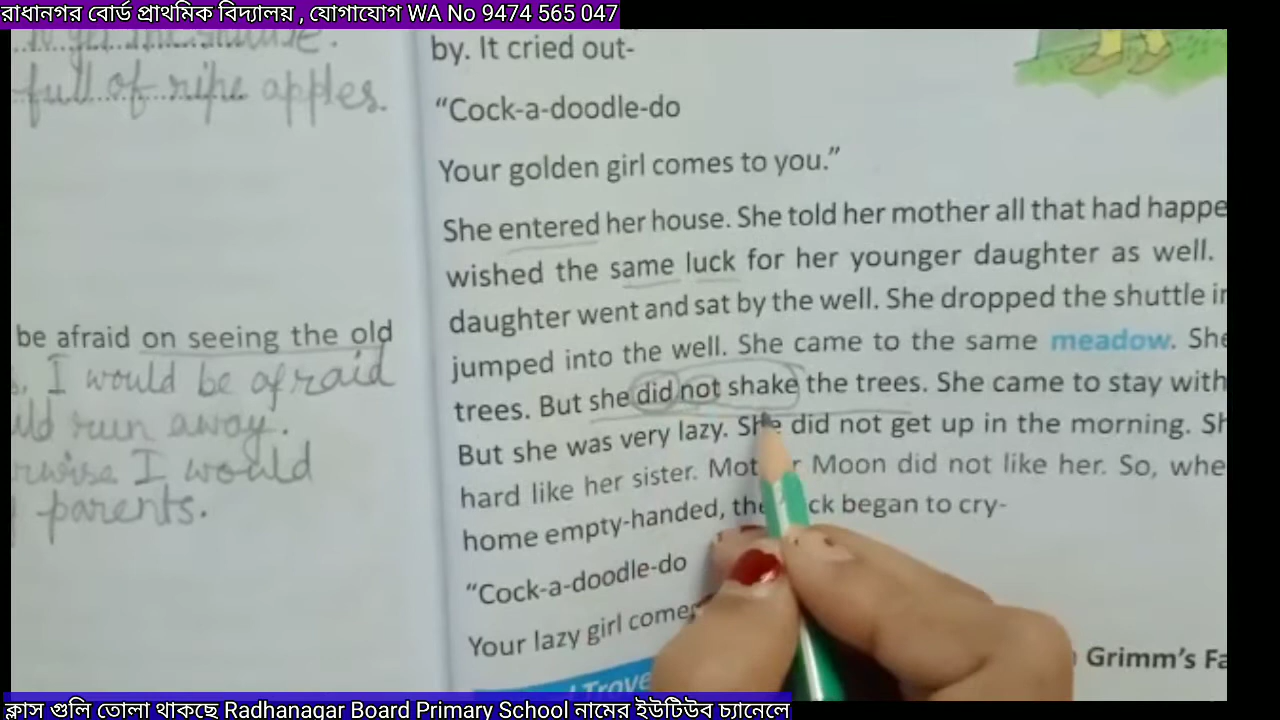 রাধানগর বোর্ড প্রাথমিক বিদ্যালয় , যোগাযোগ WA No 9474 565 047
full of ripe apples.
be afraid on seeing the old
I would be afraid
run away.
I would
parents.
by. It cried out-
“Cock-a-doodle-do
Your golden girl comes to you.”
She entered her house. She told her mother all that had happe
wished the same luck for her younger daughter as well.
daughter went and sat by the well. She dropped the shuttle in
jumped into the well. She came to the same meadow. She
trees. But she did not shake the trees. She came to stay with
But she was very lazy. She did not get up in the morning. Sh
hard like her sister. Mot r Moon did not like her. So, whe
home empty-handed, the ck began to cry-
“Cock-a-doodle-do
Your lazy girl comes
Grimm’s Fa
ক্লাস গুলি তোলা থাকছে Radhanagar Board Primary School নামের ইউটিউব চ্যানেলে